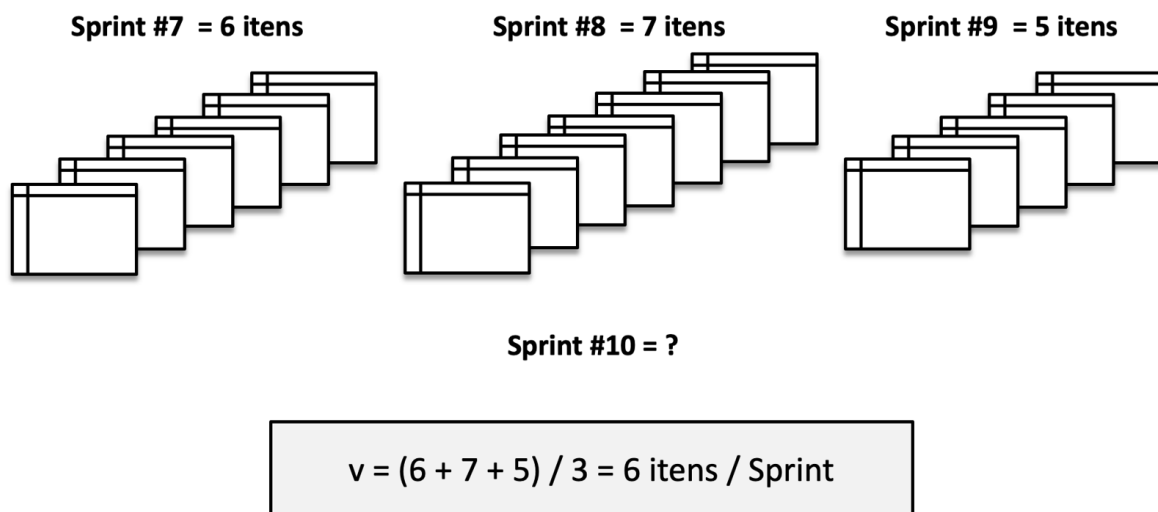 Sprint #7 = 6 itens
Sprint #8 = 7 itens
Sprint #9 = 5 itens
Sprint #10 = ?
v = (6 + 7 + 5) / 3 = 6 itens / Sprint